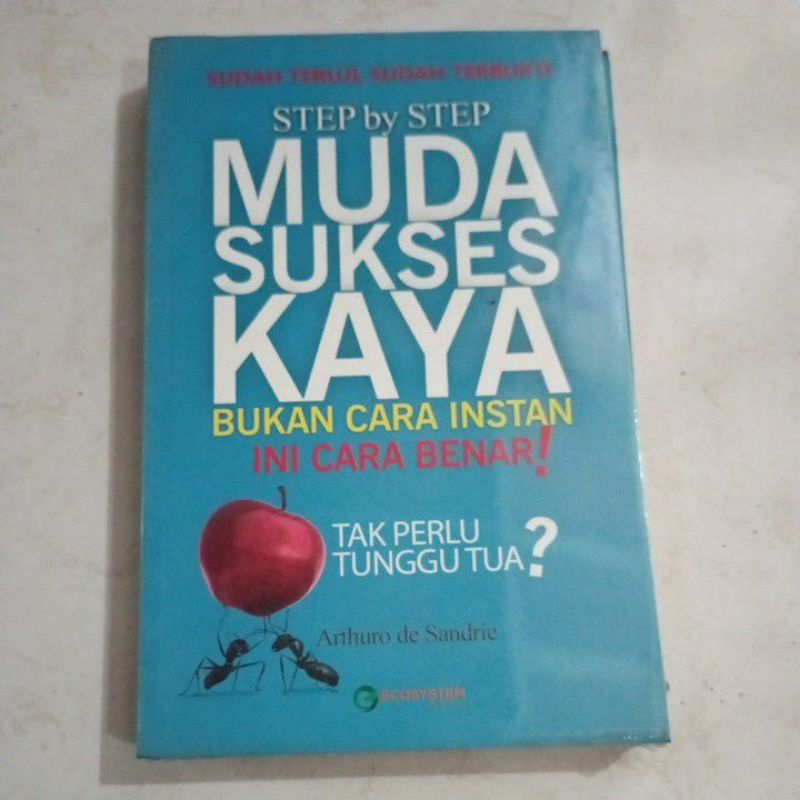 SUDAH TERUJI, SUDAH TERBUKTI
STEP by STEP
MUDA
SUKSES
KAYA
BUKAN CARA INSTAN
INI CARA BENAR!
TAK PERLU
TUNGGU TUA?
Arthuro de Sandrie
ECOSYSTEM